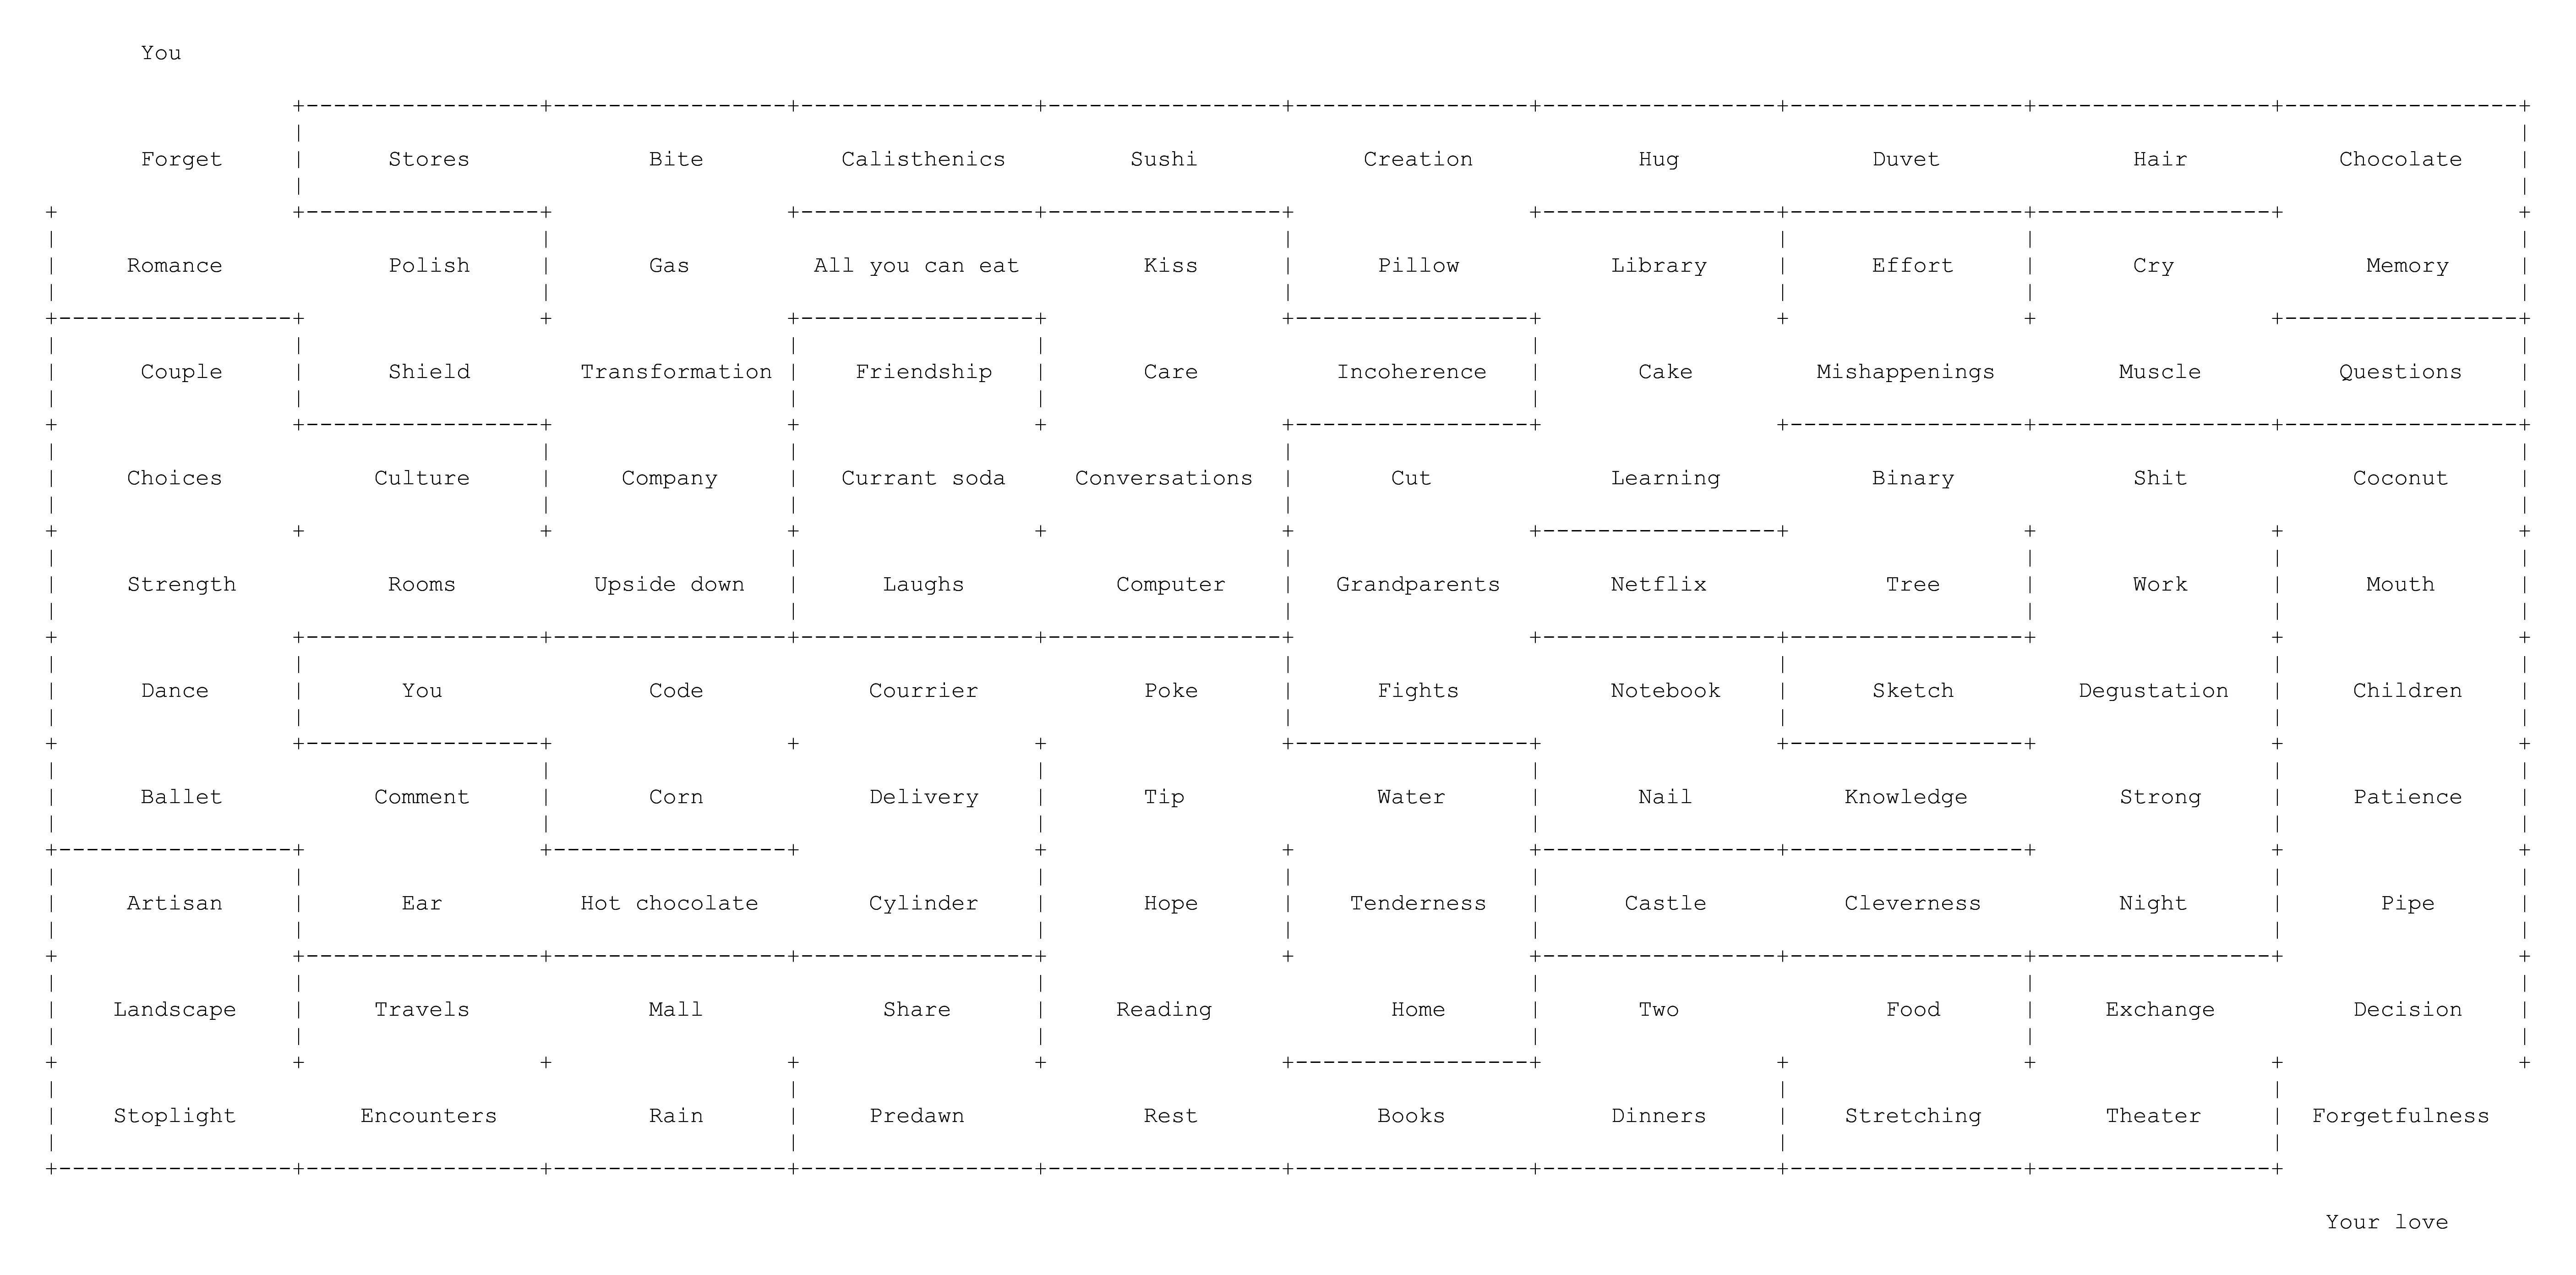 You
Forget Stores Bite Calisthenics Sushi Creation Hug Duvet Hair Chocolate
Romance Polish Gas All you can eat Kiss Pillow Library Effort Cry Memory
Couple Shield Transformation Friendship Care Incoherence Cake Mishappenings Muscle Questions
Choices Culture Company Currant soda Conversations Cut Learning Binary Shit Coconut
Strength Rooms Upside down Laughs Computer Grandparents Netflix Tree Work Mouth
Dance You Code Courrier Poke Fights Notebook Sketch Degustation Children
Ballet Comment Corn Delivery Tip Water Nail Knowledge Strong Patience
Artisan Ear Hot chocolate Cylinder Hope Tenderness Castle Cleverness Night Pipe
Landscape Travels Mall Share Reading Home Two Food Exchange Decision
Stoplight Encounters Rain Predawn Rest Books Dinners Stretching Theater Forgetfulness
Your love